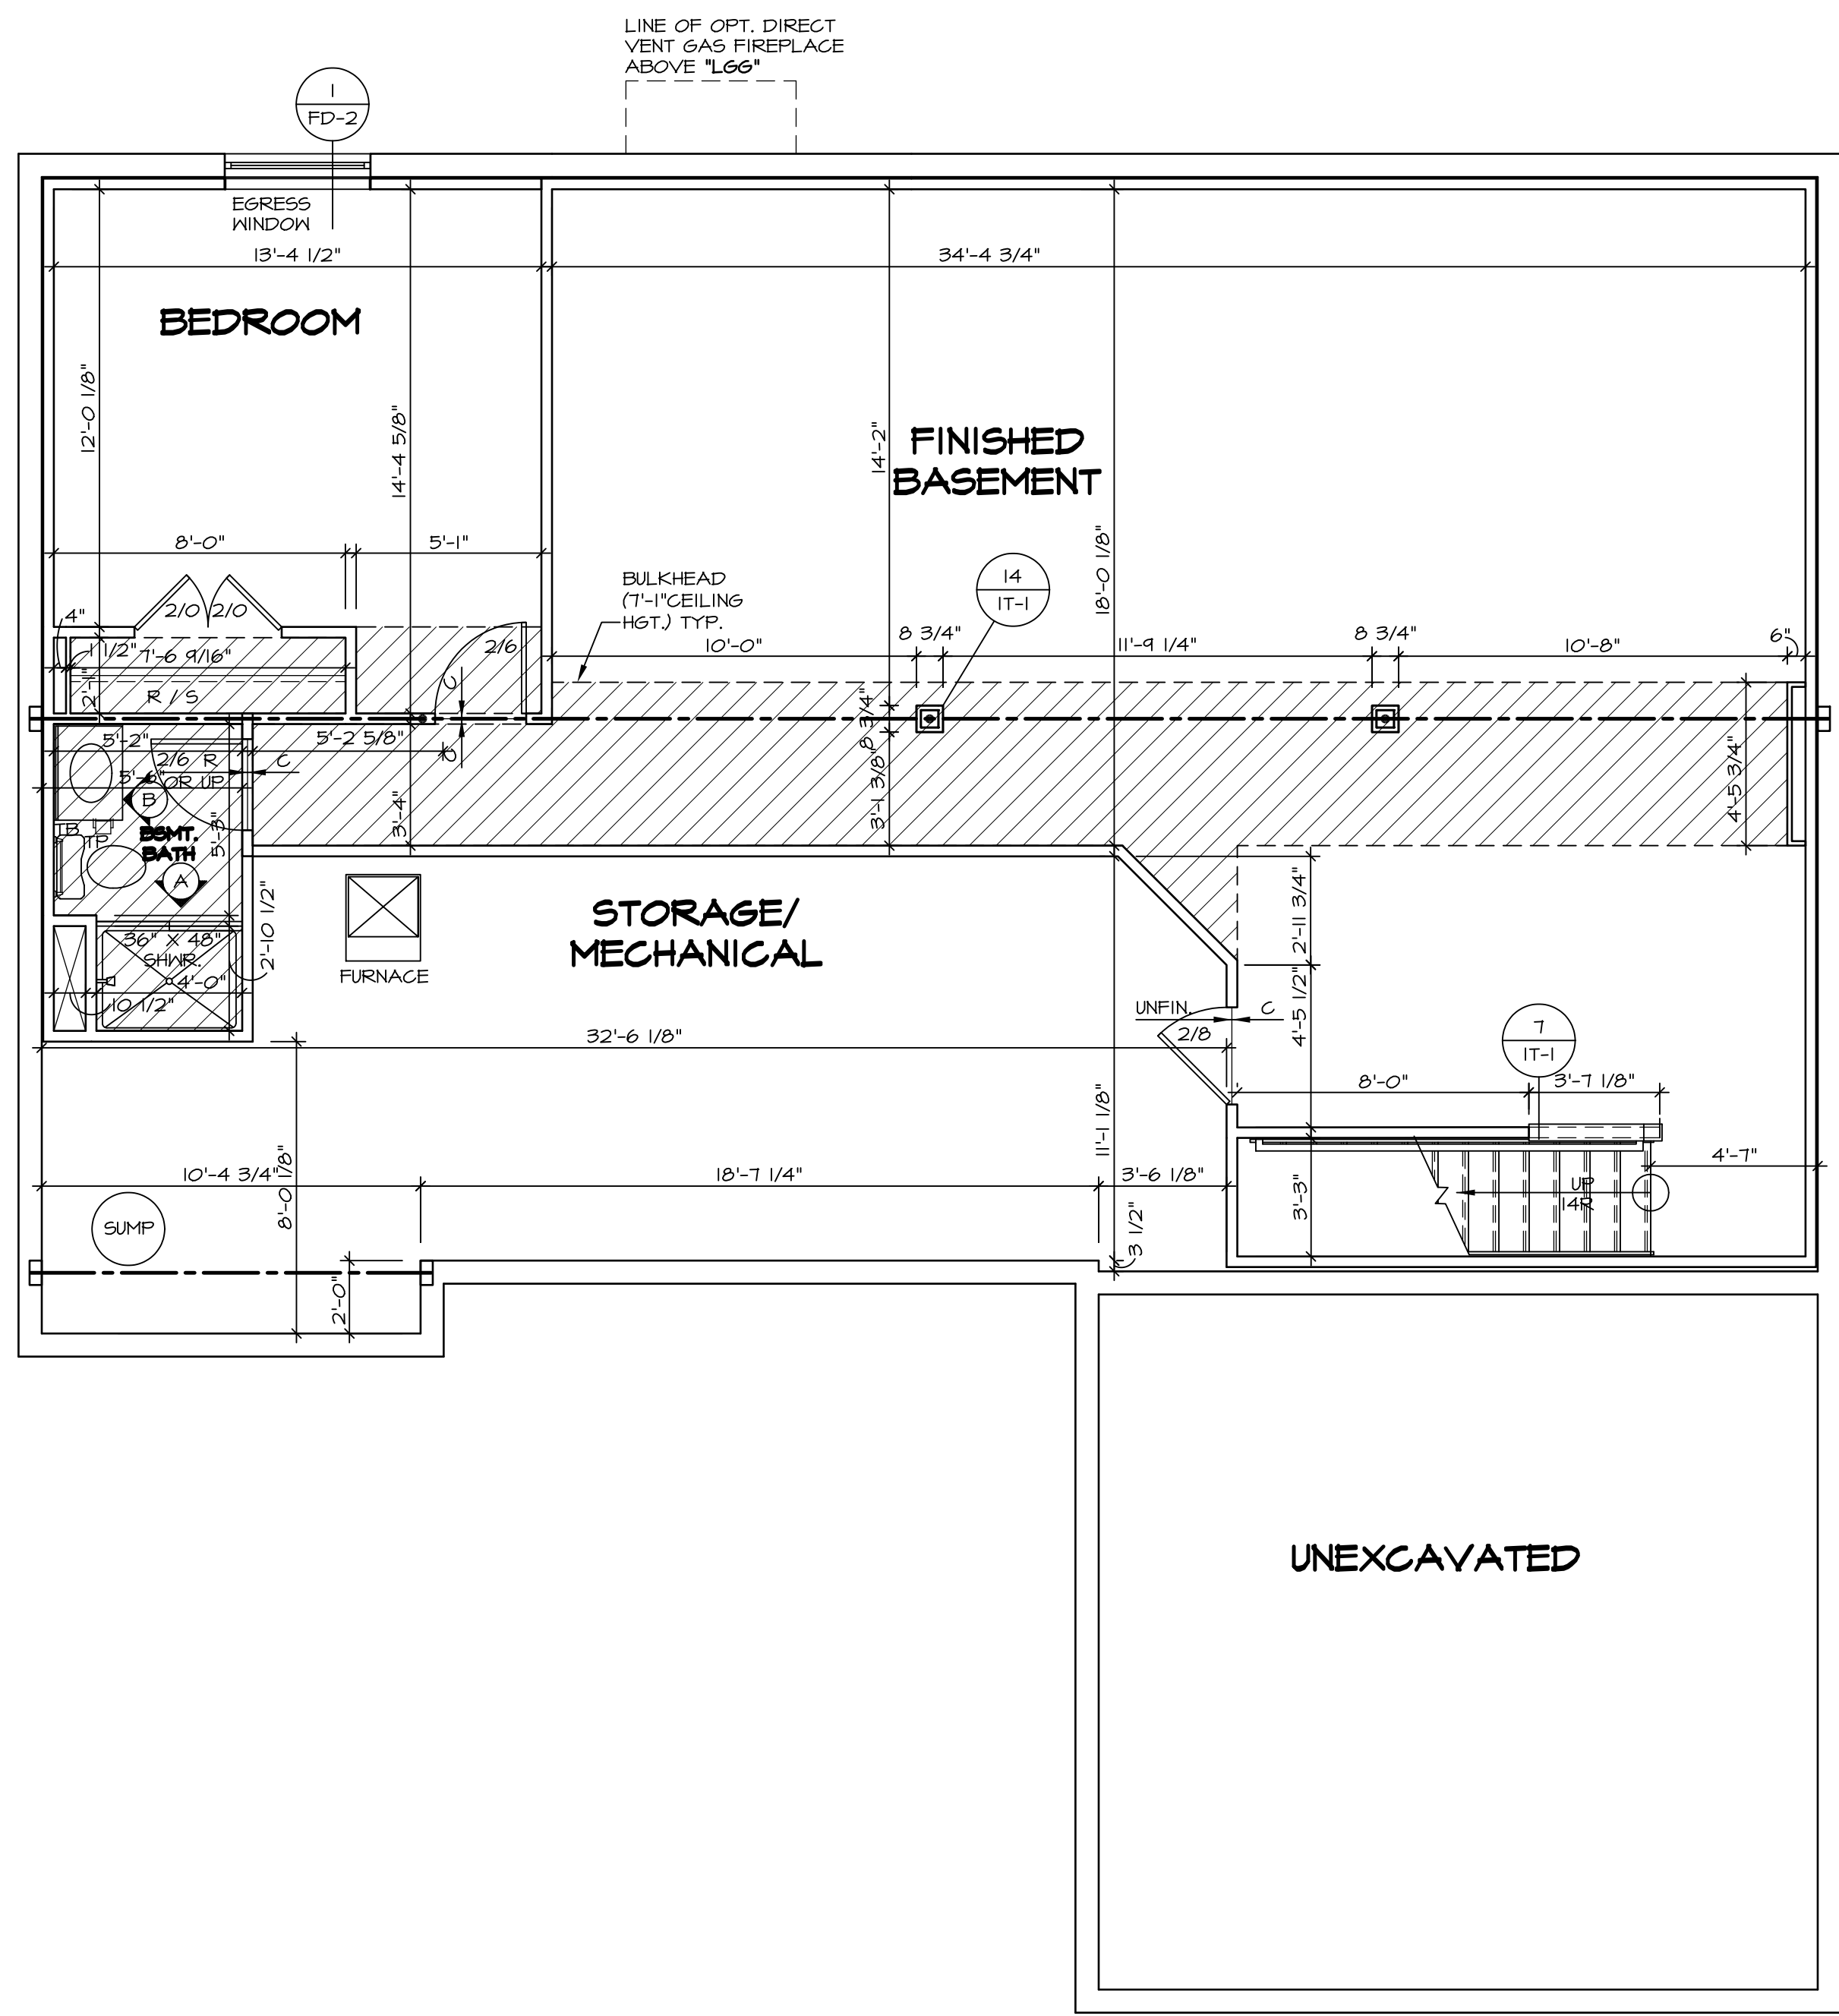 LINE OF OPT. DIRECT
VENT GAS FIREPLACE
ABOVE "LGG"
1
FD-2
EGRESS
WINDOW
13'-4 1/2"
34'-4 3/4"
BEDROOM
12'-0 1/8"
14'-4 5/8"
14'-2"
FINISHED
BASEMENT
18'-0 1/8"
8'-0"
5'-1"
BULKHEAD
(7'-1"CEILING
HGT.) TYP.
14
IT-1
2/0
2/0
4"
2/6
8 3/4"
8 3/4"
6"
10'-0"
11'-9 1/4"
10'-8"
1 1/2"
7'-6 9/16"
R / S
2'-1"
C
C
8 3/4"
5'-2"
5'-2 5/8"
2/6 R
C
OR UP
B
3'-4"
3'-1 3/8"
4'-5 3/4"
TB
TP
BSMT.
BATH
5'-3"
A
36" X 48"
SHWR.
4'-0"
10 1/2"
2'-10 1/2"
FURNACE
STORAGE/
MECHANICAL
2'-11 3/4"
4'-5 1/2"
UNFIN.
C
2/8
7
IT-1
32'-6 1/8"
8'-0"
3'-7 1/8"
11'-1 1/8"
8'-0 1/8"
10'-4 3/4"
18'-7 1/4"
3'-6 1/8"
4'-7"
3'-3"
UP
14R
SUMP
3 1/2"
2'-0"
UNEXCAVATED